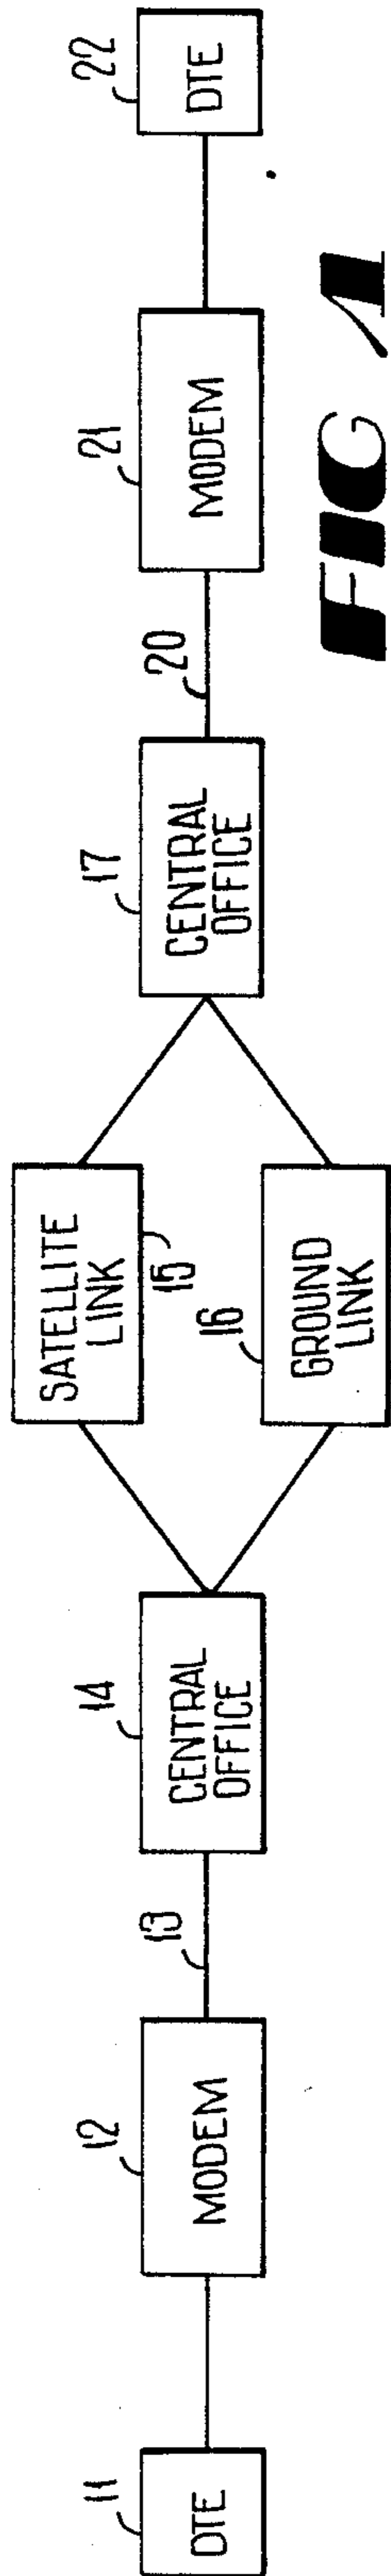 11
DTE
12
MODEM
13
14
CENTRAL
OFFICE
SATELLITE
LINK
15
16
GROUND
LINK
17
CENTRAL
OFFICE
20
21
MODEM
22
DTE
FIG 1